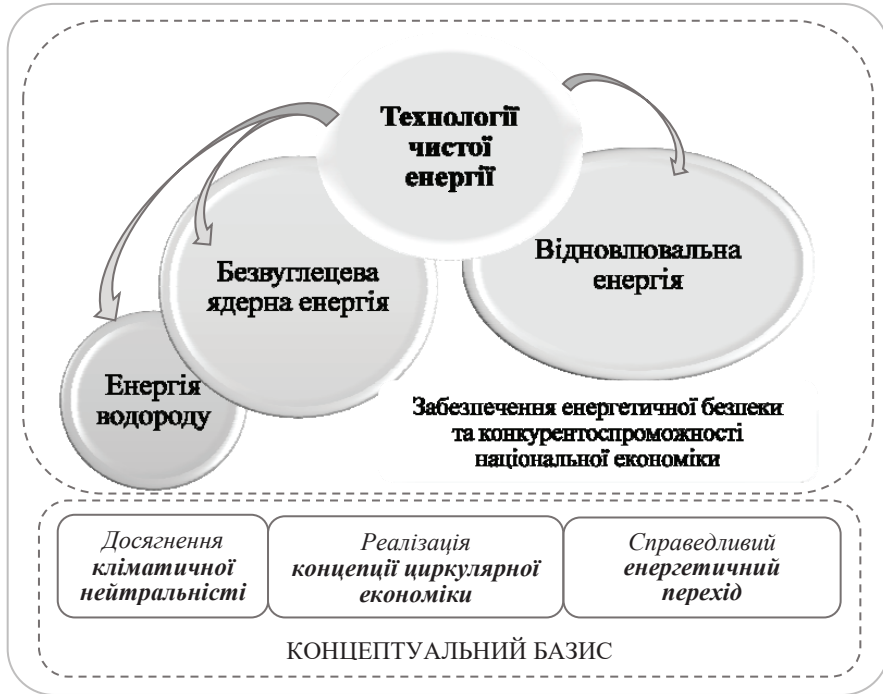 Технології
чистої
енергії
Безвуглецева
ядерна енергія
Відновлювальна
енергія
Енергія
водороду
Забезпечення енергетичної безпеки
та конкурентоспроможності
національної економіки
Досягнення
кліматичної
нейтральністі
Реалізація
концепції циркулярної
економіки
Справедливий
енергетичний
перехід
КОНЦЕПТУАЛЬНИЙ БАЗИС